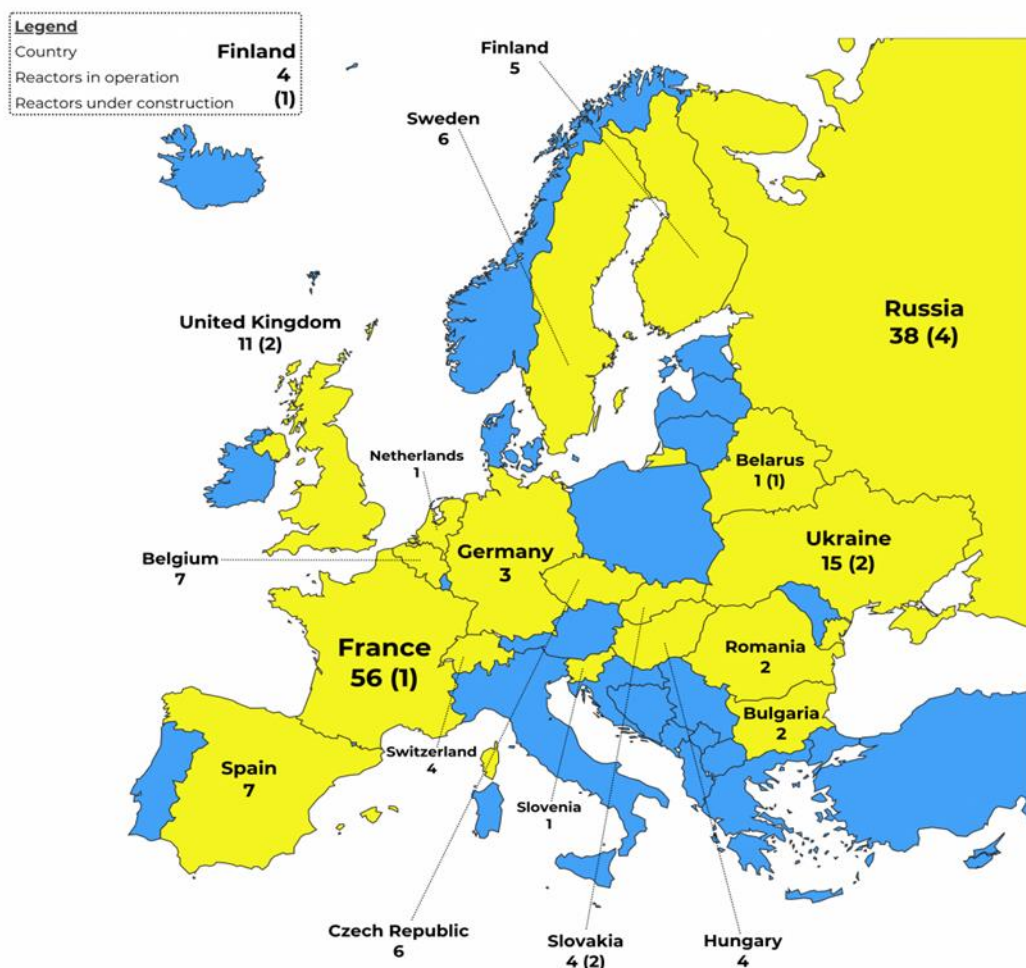 Legend
Country Finland
Reactors in operation 4
Reactors under construction (1)
Finland
5
Sweden
6
United Kingdom
11 (2)
Russia
38 (4)
Netherlands
1
Belarus
1 (1)
Belgium
7
Germany
3
Ukraine
15 (2)
France
56 (1)
Romania
2
Bulgaria
2
Switzerland
4
Spain
7
Slovenia
1
Czech Republic
6
Slovakia
4 (2)
Hungary
4